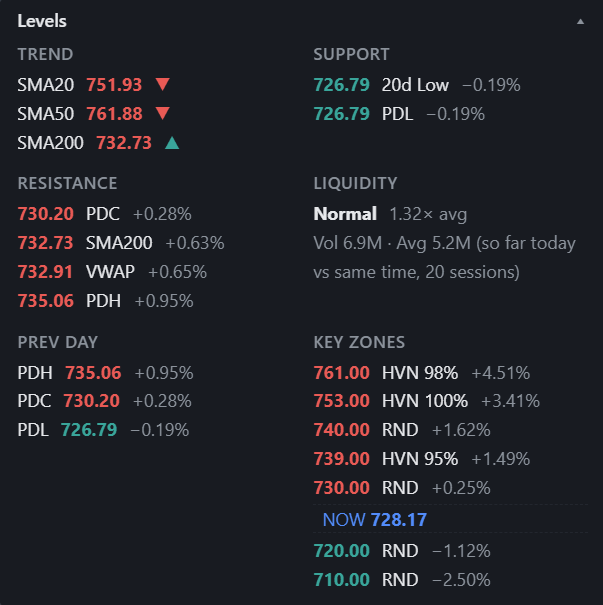 Levels
TREND
SMA20 751.93 ▼
SMA50 761.88 ▼
SMA200 732.73 ▲
SUPPORT
726.79 20d Low −0.19%
726.79 PDL −0.19%
RESISTANCE
730.20 PDC +0.28%
732.73 SMA200 +0.63%
732.91 VWAP +0.65%
735.06 PDH +0.95%
LIQUIDITY
Normal 1.32× avg
Vol 6.9M · Avg 5.2M (so far today
vs same time, 20 sessions)
PREV DAY
PDH 735.06 +0.95%
PDC 730.20 +0.28%
PDL 726.79 −0.19%
KEY ZONES
761.00 HVN 98% +4.51%
753.00 HVN 100% +3.41%
740.00 RND +1.62%
739.00 HVN 95% +1.49%
730.00 RND +0.25%
NOW 728.17
720.00 RND −1.12%
710.00 RND −2.50%